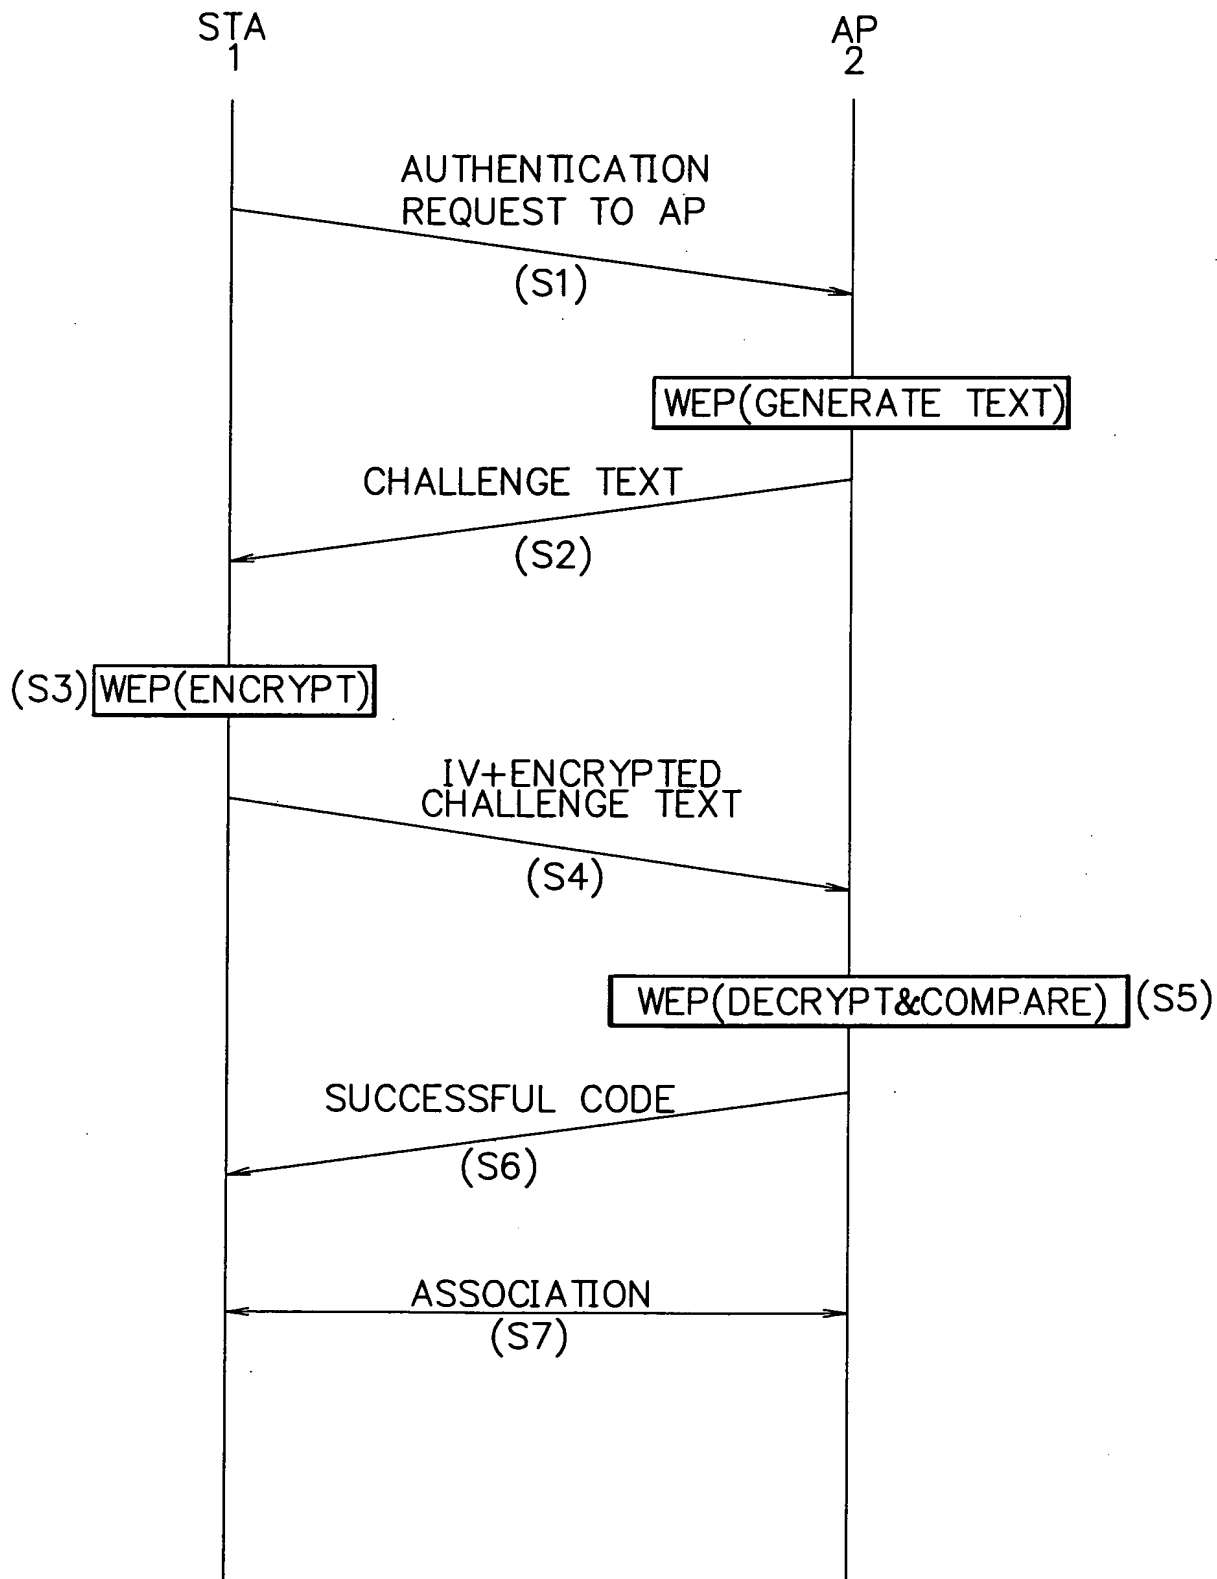 STA
1
AP
2
AUTHENTICATION
REQUEST TO AP
(S1)
WEP(GENERATE TEXT)
CHALLENGE TEXT
(S2)
(S3) WEP(ENCRYPT)
IV+ENCRYPTED
CHALLENGE TEXT
(S4)
WEP(DECRYPT&COMPARE) (S5)
SUCCESSFUL CODE
(S6)
ASSOCIATION
(S7)